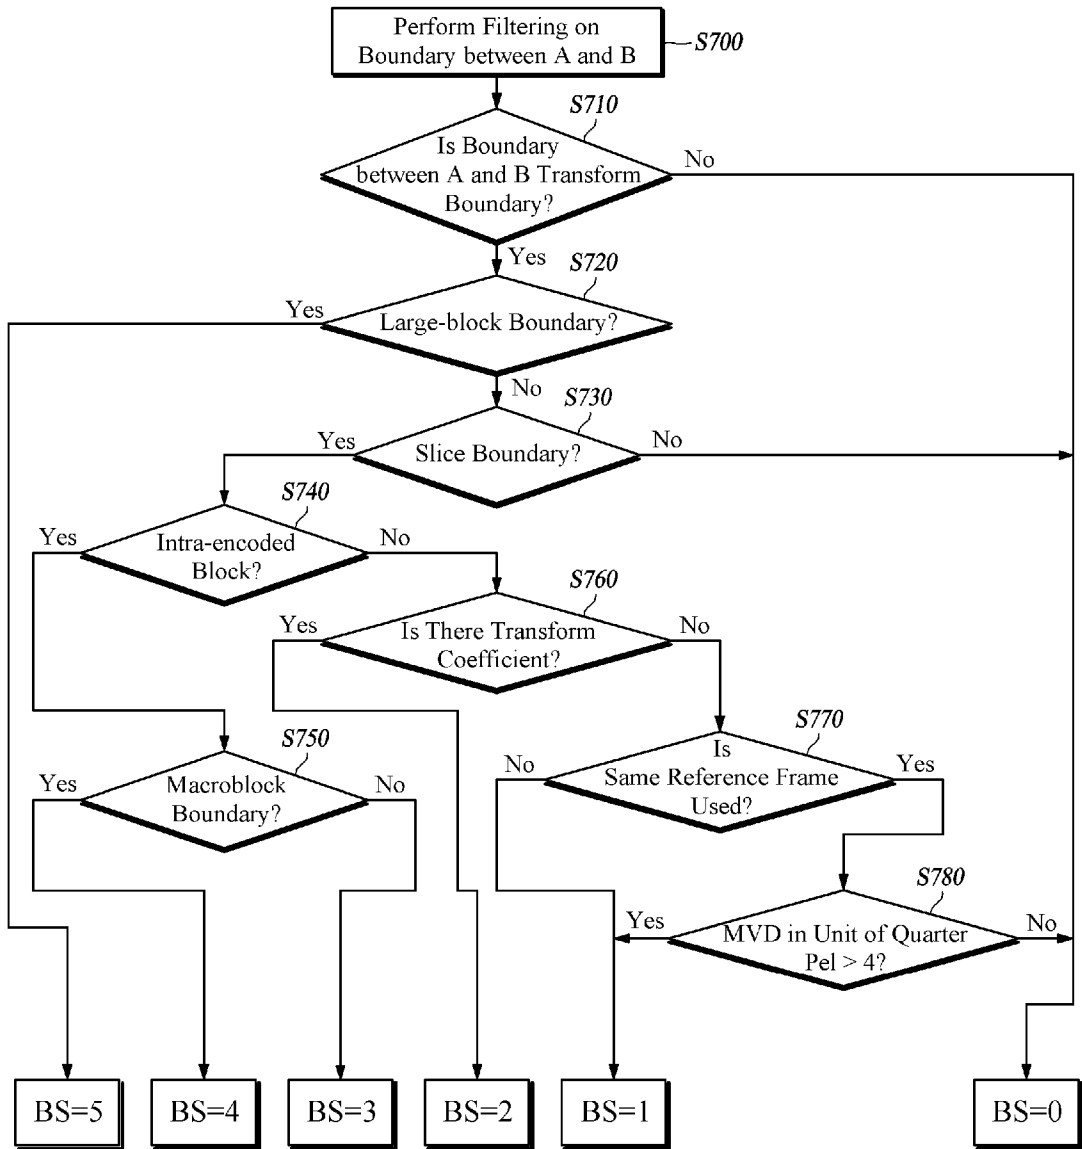 Perform Filtering on
Boundary between A and B
S700
S710
Is Boundary
between A and B Transform
Boundary?
No
Yes
S720
Yes
Large-block Boundary?
No
S730
Yes
Slice Boundary?
No
S740
Yes
Intra-encoded
Block?
No
S760
Yes
Is There Transform
Coefficient?
No
S750
Yes
Macroblock
Boundary?
No
S770
No
Is
Same Reference Frame
Used?
Yes
S780
Yes
MVD in Unit of Quarter
Pel > 4?
No
BS=5
BS=4
BS=3
BS=2
BS=1
BS=0